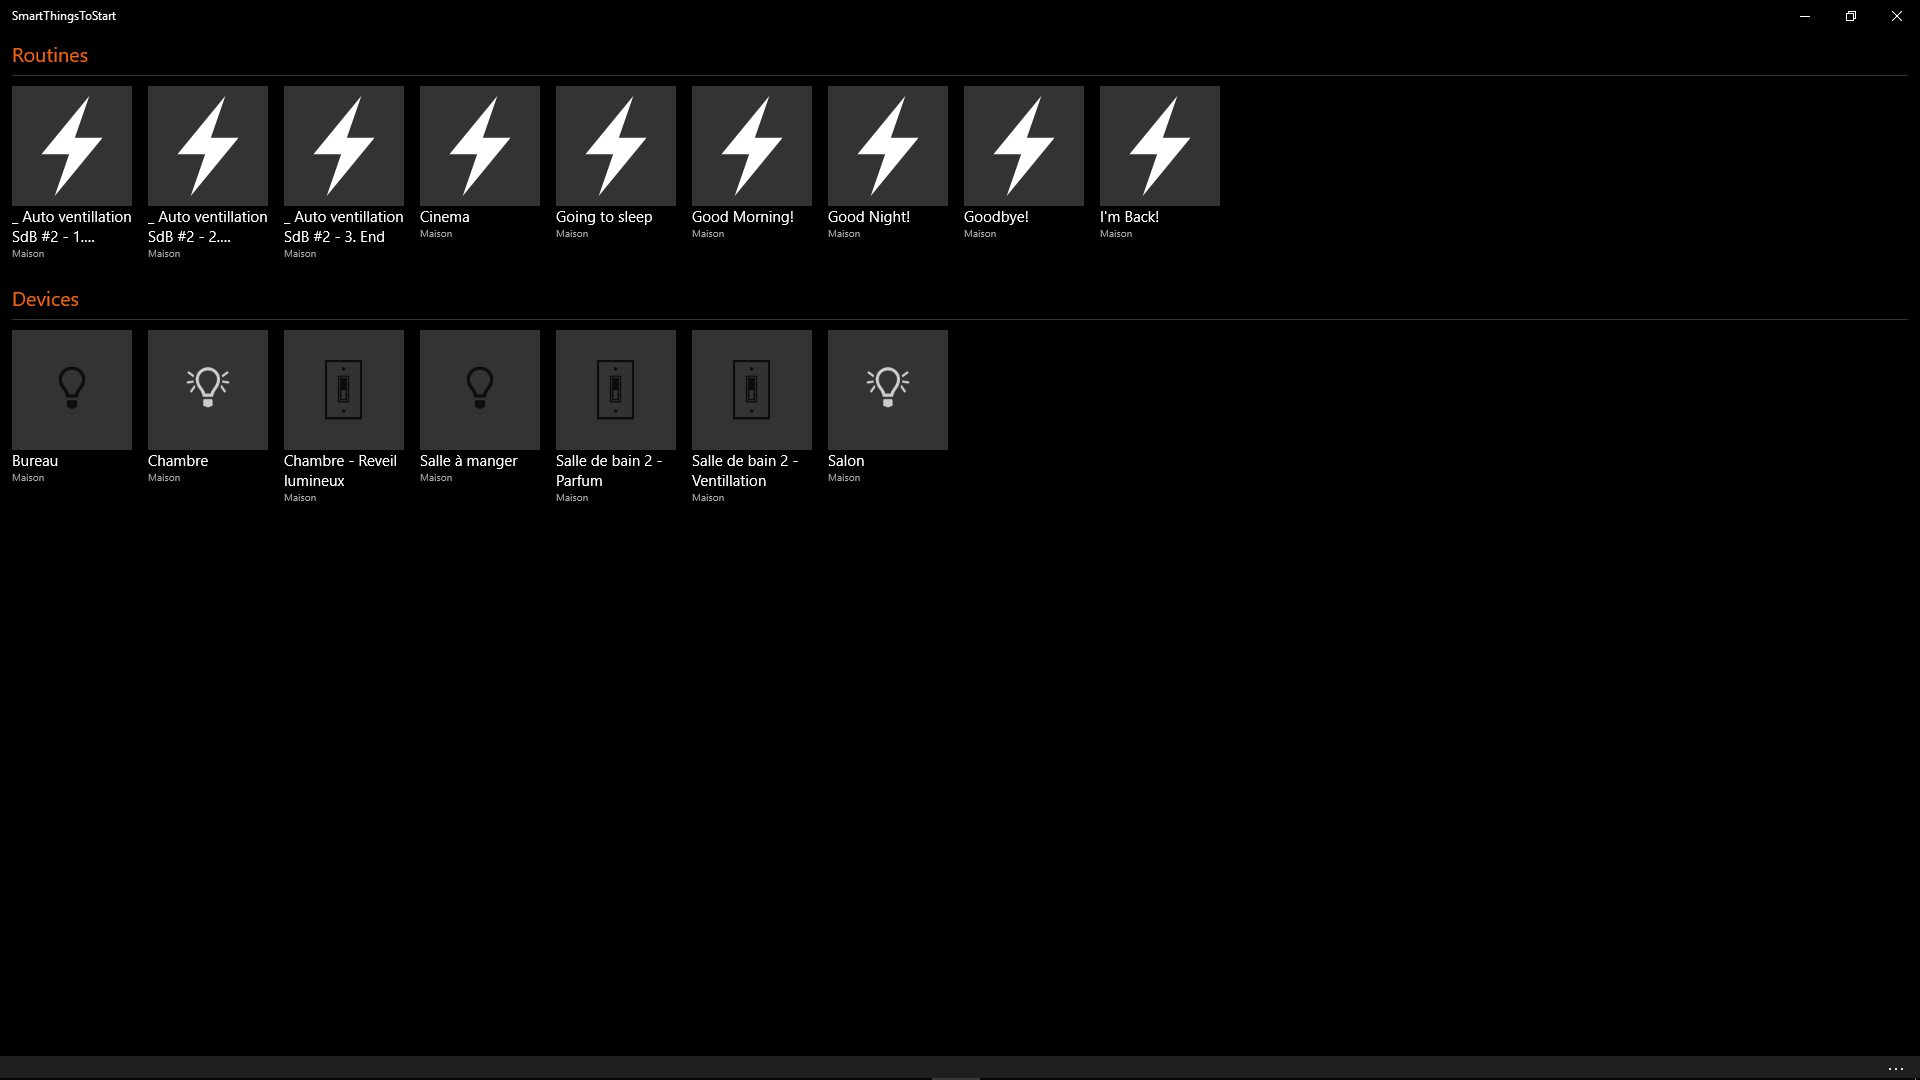 SmartThingsToStart
Routines
_ Auto ventillation
SdB #2 - 1....
Maison
_ Auto ventillation
SdB #2 - 2....
Maison
_ Auto ventillation
SdB #2 - 3. End
Maison
Cinema
Maison
Going to sleep
Maison
Good Morning!
Maison
Good Night!
Maison
Goodbye!
Maison
I'm Back!
Maison
Devices
Bureau
Maison
Chambre
Maison
Chambre - Reveil
lumineux
Maison
Salle à manger
Maison
Salle de bain 2 -
Parfum
Maison
Salle de bain 2 -
Ventillation
Maison
Salon
Maison